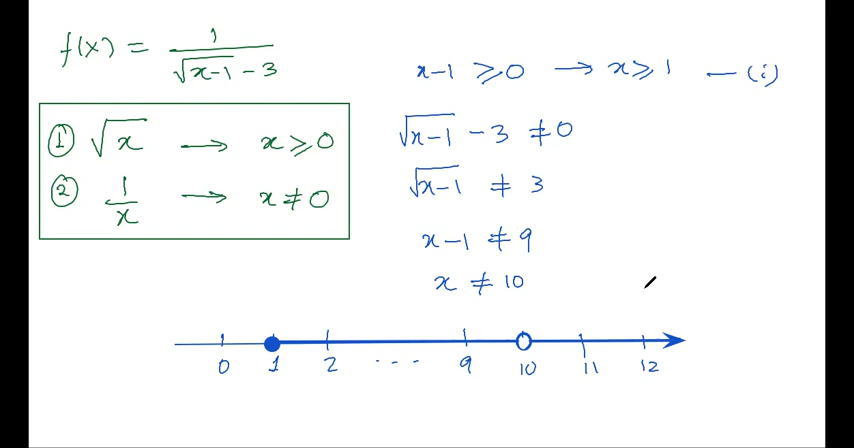 f(x) = 1/(√(x-1) - 3)
① √x → x ≥ 0
② 1/x → x ≠ 0
x-1 ≥ 0 → x ≥ 1 — (i)
√(x-1) - 3 ≠ 0
√(x-1) ≠ 3
x-1 ≠ 9
x ≠ 10
0 1 2 ... 9 10 11 12